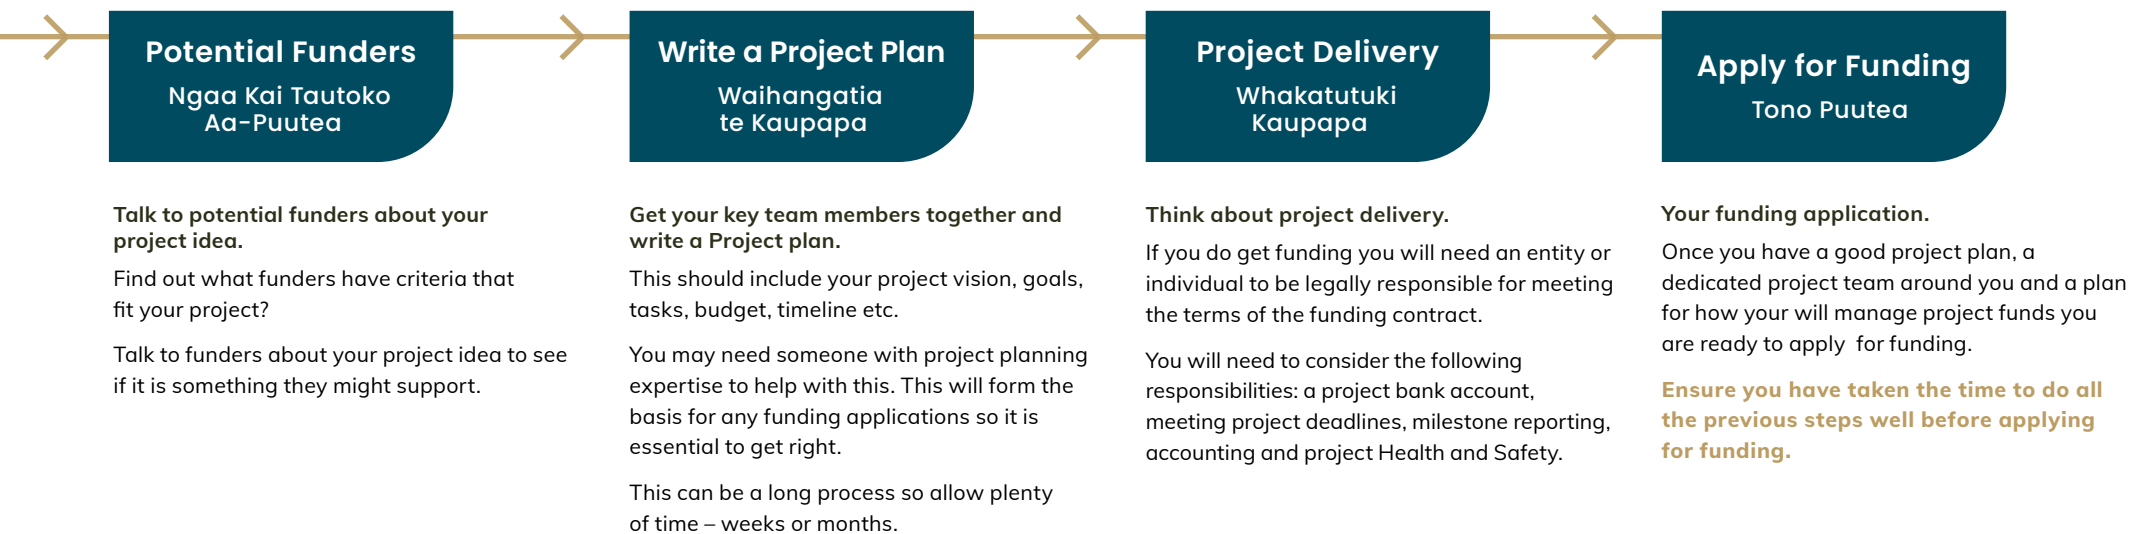 Potential Funders
Ngaa Kai Tautoko
Aa-Puutea
Talk to potential funders about your
project idea.
Find out what funders have criteria that
fit your project?
Talk to funders about your project idea to see
if it is something they might support.
Write a Project Plan
Waihangatia
te Kaupapa
Get your key team members together and
write a Project plan.
This should include your project vision, goals,
tasks, budget, timeline etc.
You may need someone with project planning
expertise to help with this. This will form the
basis for any funding applications so it is
essential to get right.
This can be a long process so allow plenty
of time – weeks or months.
Project Delivery
Whakatutuki
Kaupapa
Think about project delivery.
If you do get funding you will need an entity or
individual to be legally responsible for meeting
the terms of the funding contract.
You will need to consider the following
responsibilities: a project bank account,
meeting project deadlines, milestone reporting,
accounting and project Health and Safety.
Apply for Funding
Tono Puutea
Your funding application.
Once you have a good project plan, a
dedicated project team around you and a plan
for how your will manage project funds you
are ready to apply  for funding.
Ensure you have taken the time to do all
the previous steps well before applying
for funding.